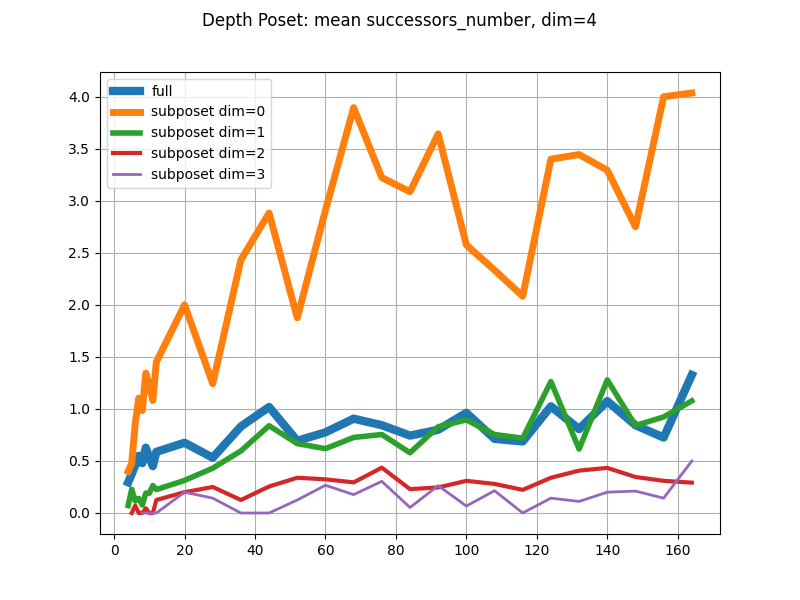 Depth Poset: mean successors_number, dim=4
full
subposet dim=0
subposet dim=1
subposet dim=2
subposet dim=3
4.0
3.5
3.0
2.5
2.0
1.5
1.0
0.5
0.0
0 20 40 60 80 100 120 140 160